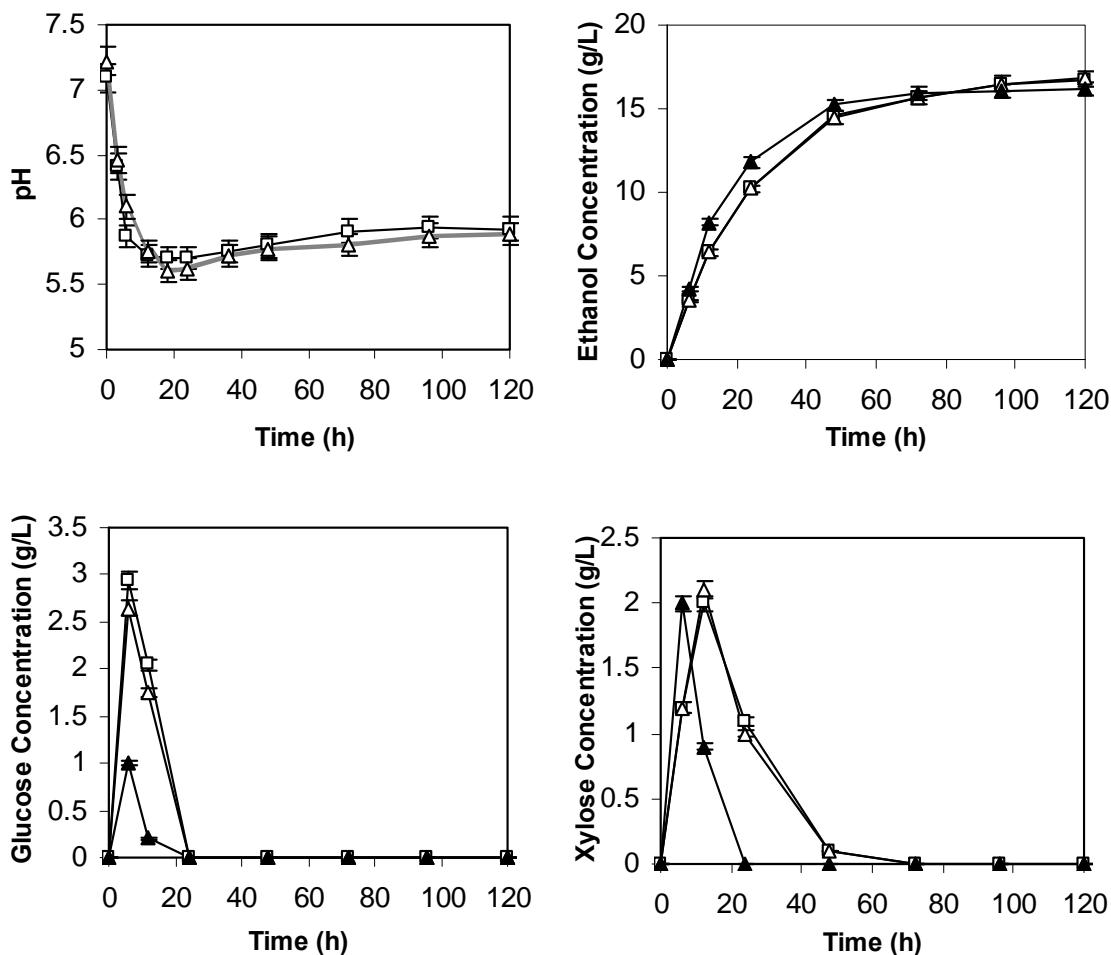 7.5
7
6.5
6
5.5
5
pH
0 20 40 60 80 100 120
Time (h)
20
15
10
5
0
Ethanol Concentration (g/L)
0 20 40 60 80 100 120
Time (h)
3.5
3
2.5
2
1.5
1
0.5
0
Glucose Concentration (g/L)
0 20 40 60 80 100 120
Time (h)
2.5
2
1.5
1
0.5
0
Xylose Concentration (g/L)
0 20 40 60 80 100 120
Time (h)